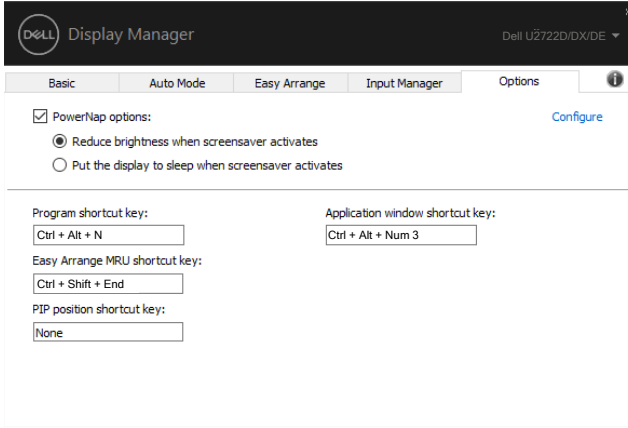 DELL Display Manager
Dell U2722D/DX/DE
Basic Auto Mode Easy Arrange Input Manager Options
PowerNap options: Configure
Reduce brightness when screensaver activates
Put the display to sleep when screensaver activates
Program shortcut key: Application window shortcut key:
Ctrl + Alt + N Ctrl + Alt + Num 3
Easy Arrange MRU shortcut key:
Ctrl + Shift + End
PIP position shortcut key:
None